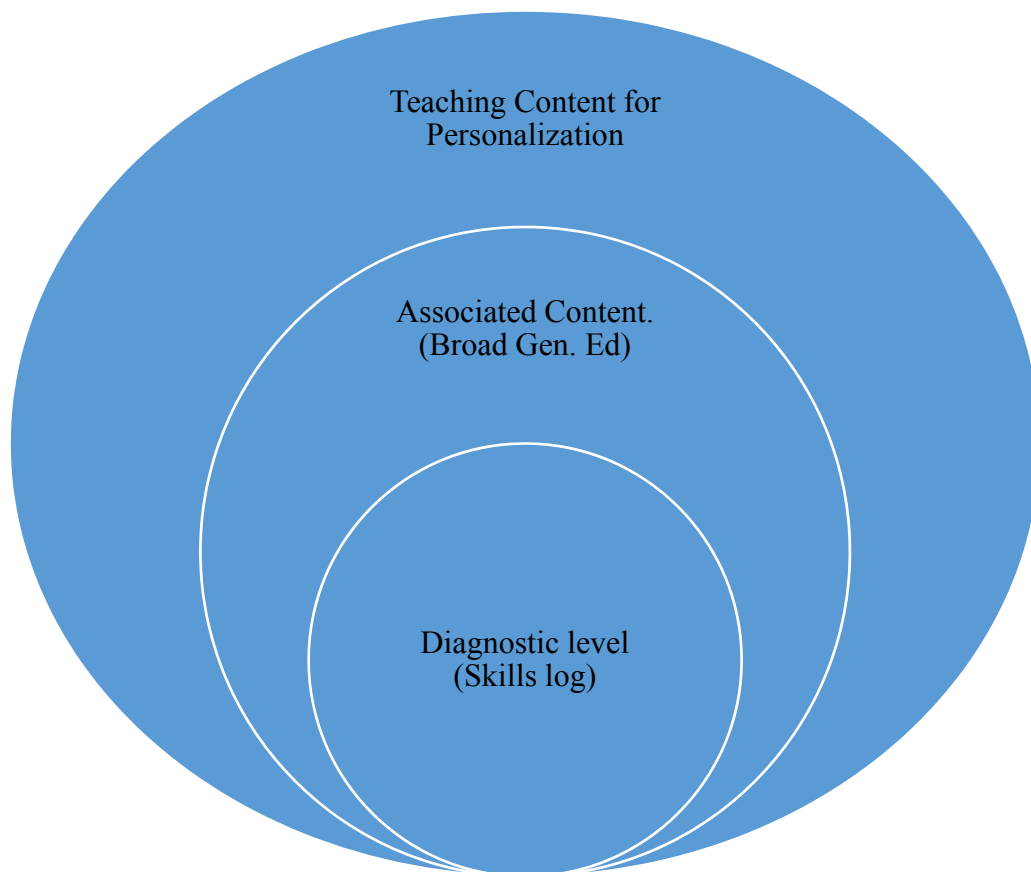 Teaching Content for
Personalization
Associated Content.
(Broad Gen. Ed)
Diagnostic level
(Skills log)